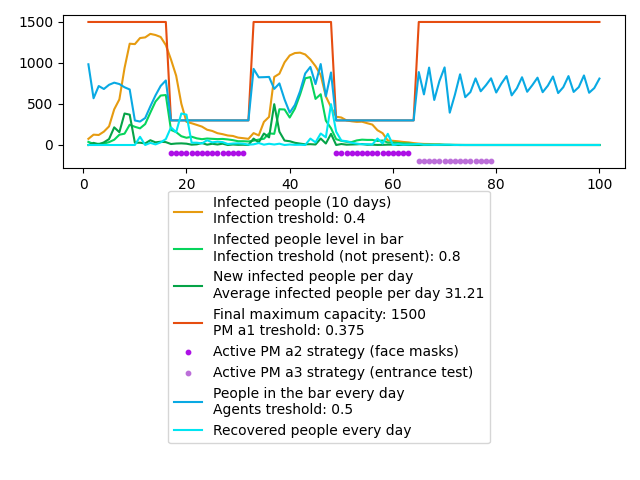 1500
1000
500
0
0
20
40
60
80
100
Infected people (10 days)
Infection treshold: 0.4
Infected people level in bar
Infection treshold (not present): 0.8
New infected people per day
Average infected people per day 31.21
Final maximum capacity: 1500
PM a1 treshold: 0.375
Active PM a2 strategy (face masks)
Active PM a3 strategy (entrance test)
People in the bar every day
Agents treshold: 0.5
Recovered people every day